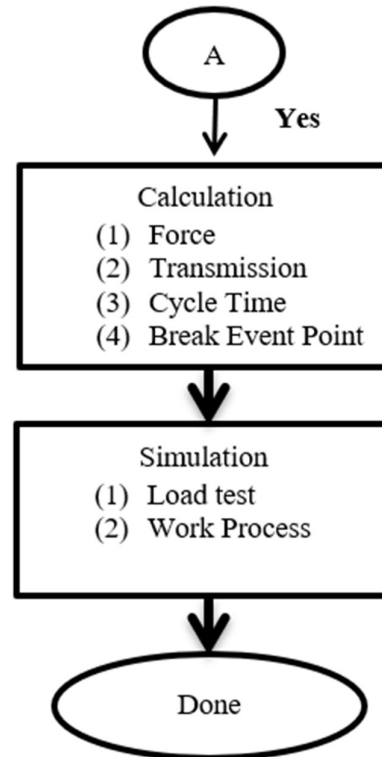 A
Yes
Calculation
(1) Force
(2) Transmission
(3) Cycle Time
(4) Break Event Point
Simulation
(1) Load test
(2) Work Process
Done